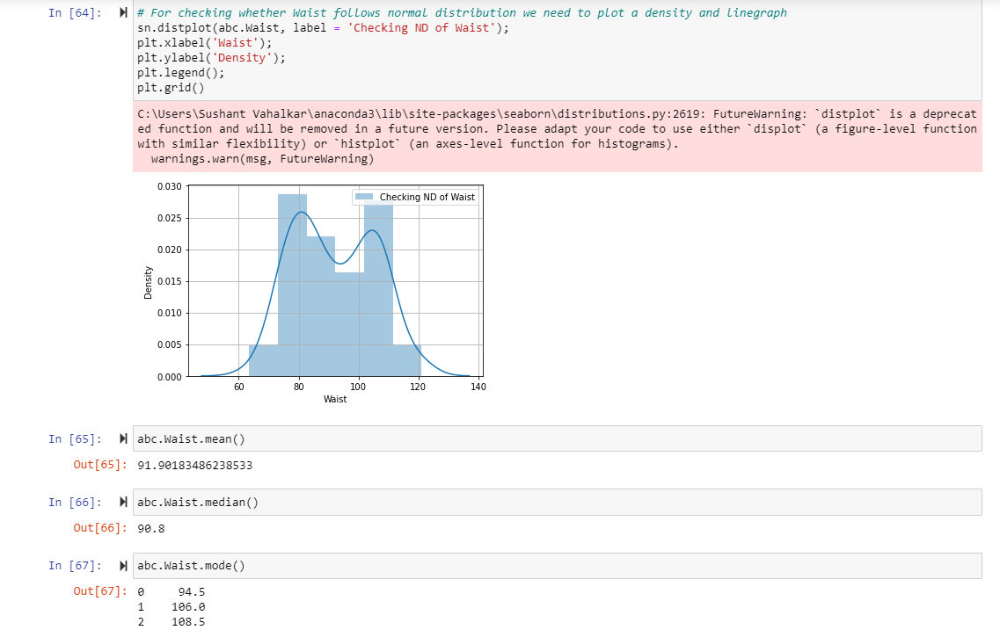 In [64]:
# For checking whether Waist follows normal distribution we need to plot a density and linegraph
sn.distplot(abc.Waist, label = 'Checking ND of Waist');
plt.xlabel('Waist');
plt.ylabel('Density');
plt.legend();
plt.grid()
C:\Users\Sushant Vahalkar\anaconda3\lib\site-packages\seaborn\distributions.py:2619: FutureWarning: `distplot` is a deprecat
ed function and will be removed in a future version. Please adapt your code to use either `displot` (a figure-level function
with similar flexibility) or `histplot` (an axes-level function for histograms).
warnings.warn(msg, FutureWarning)
Checking ND of Waist
0.030
0.025
0.020
0.015
0.010
0.005
0.000
Density
60 80 100 120 140
Waist
In [65]: abc.Waist.mean()
Out[65]: 91.90183486238533
In [66]: abc.Waist.median()
Out[66]: 90.8
In [67]: abc.Waist.mode()
Out[67]: 0 94.5
1 106.0
2 108.5